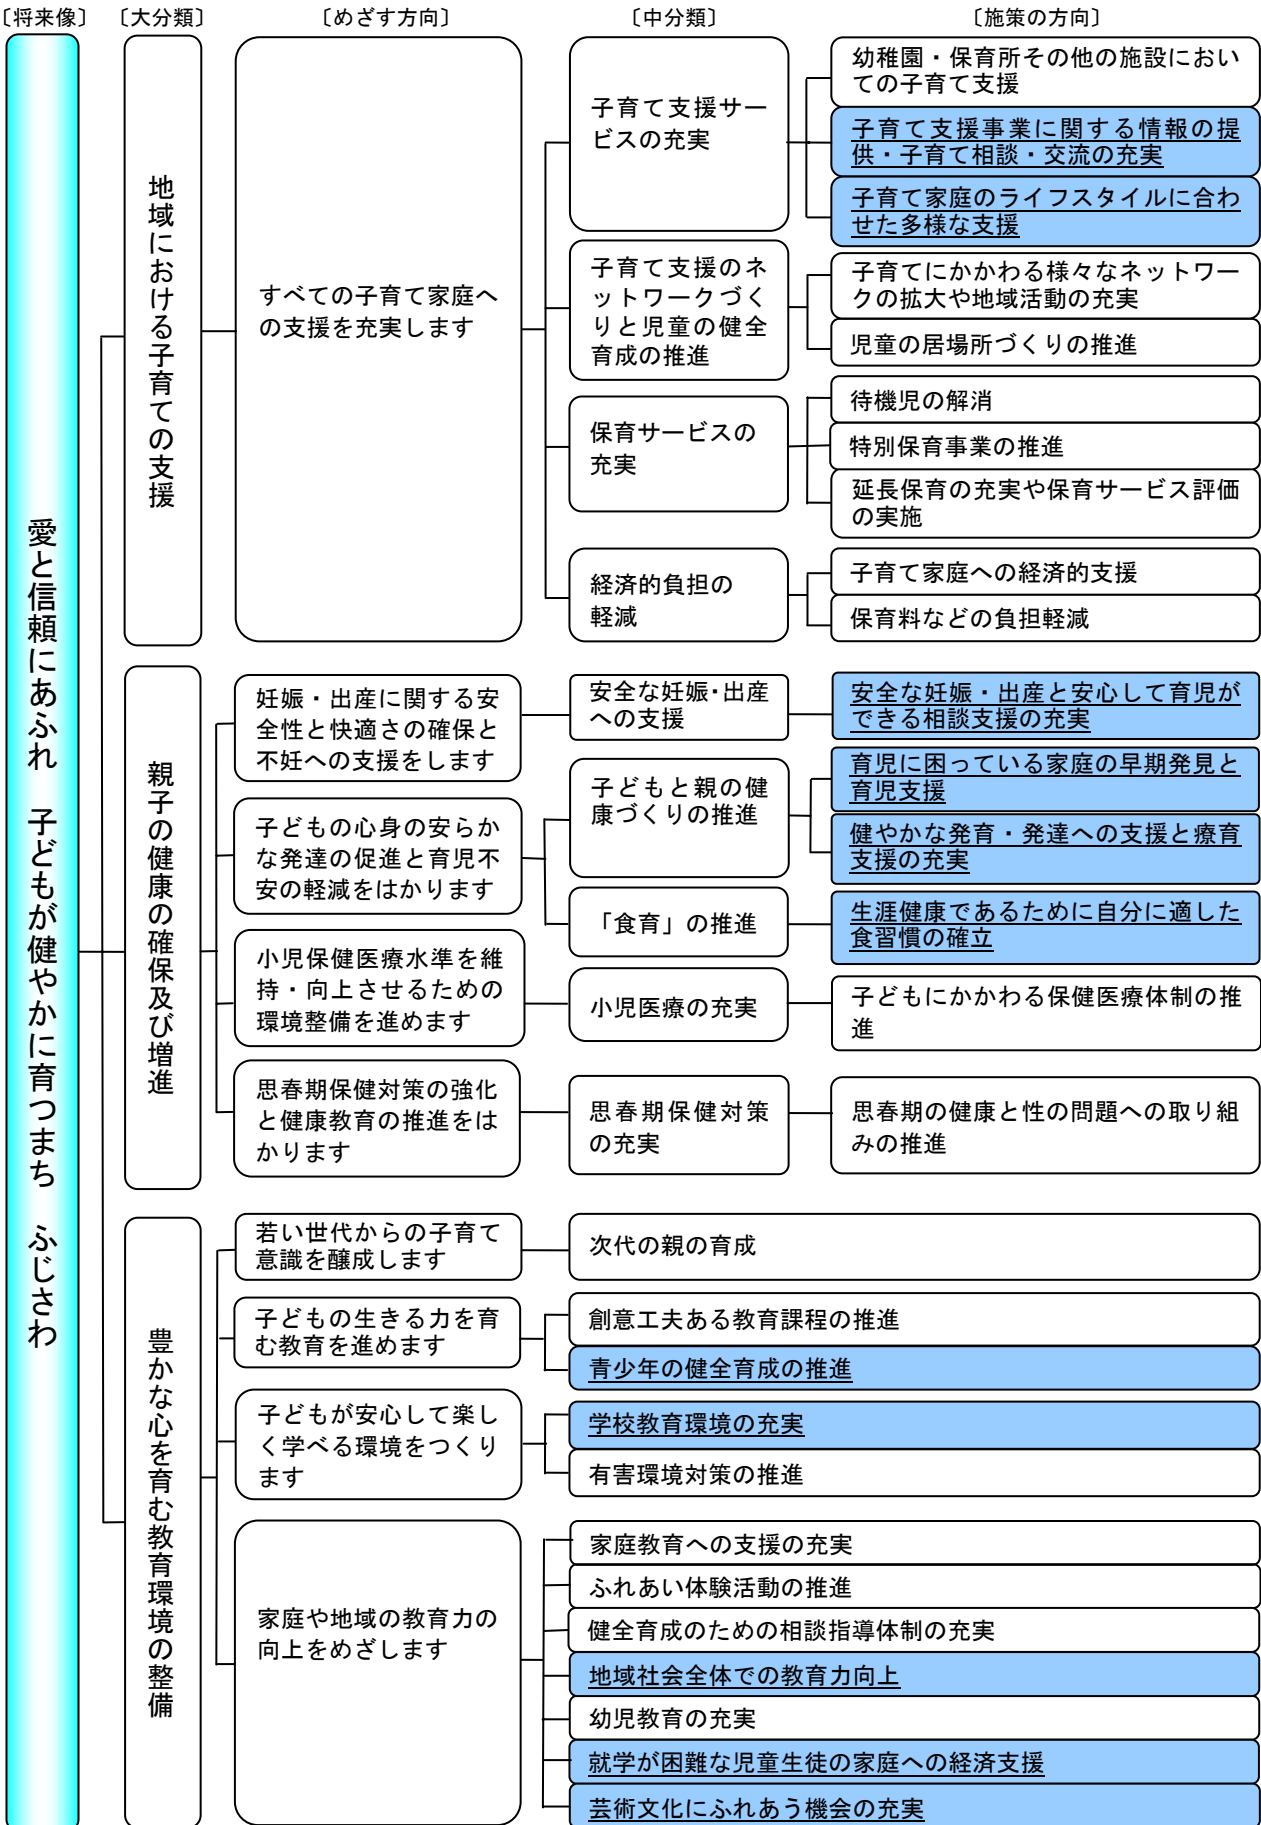 〔将来像〕 〔大分類〕 〔めざす方向〕 〔中分類〕 〔施策の方向〕
愛と信頼にあふれ 子どもが健やかに育つまち ふじさわ
地域における子育ての支援
すべての子育て家庭へ
の支援を充実します
子育て支援サー
ビスの充実
幼稚園・保育所その他の施設におい
ての子育て支援
子育て支援事業に関する情報の提
供・子育て相談・交流の充実
子育て家庭のライフスタイルに合わ
せた多様な支援
子育て支援のネ
ットワークづく
りと児童の健全
育成の推進
子育てにかかわる様々なネットワー
クの拡大や地域活動の充実
児童の居場所づくりの推進
保育サービスの
充実
待機児の解消
特別保育事業の推進
延長保育の充実や保育サービス評価
の実施
経済的負担の
軽減
子育て家庭への経済的支援
保育料などの負担軽減
親子の健康の確保及び増進
妊娠・出産に関する安
全性と快適さの確保と
不妊への支援をします
安全な妊娠・出産
への支援
安全な妊娠・出産と安心して育児が
できる相談支援の充実
子どもの心身の安らか
な発達の促進と育児不
安の軽減をはかります
子どもと親の健
康づくりの推進
育児に困っている家庭の早期発見と
育児支援
健やかな発育・発達への支援と療育
支援の充実
「食育」の推進
生涯健康であるために自分に適した
食習慣の確立
小児保健医療水準を維
持・向上させるための
環境整備を進めます
小児医療の充実
子どもにかかわる保健医療体制の推
進
思春期保健対策の強化
と健康教育の推進をは
かります
思春期保健対策
の充実
思春期の健康と性の問題への取り組
みの推進
豊かな心を育む教育環境の整備
若い世代からの子育て
意識を醸成します
次代の親の育成
子どもの生きる力を育
む教育を進めます
創意工夫ある教育課程の推進
青少年の健全育成の推進
子どもが安心して楽し
く学べる環境をつくり
ます
学校教育環境の充実
有害環境対策の推進
家庭や地域の教育力の
向上をめざします
家庭教育への支援の充実
ふれあい体験活動の推進
健全育成のための相談指導体制の充実
地域社会全体での教育力向上
幼児教育の充実
就学が困難な児童生徒の家庭への経済支援
芸術文化にふれあう機会の充実